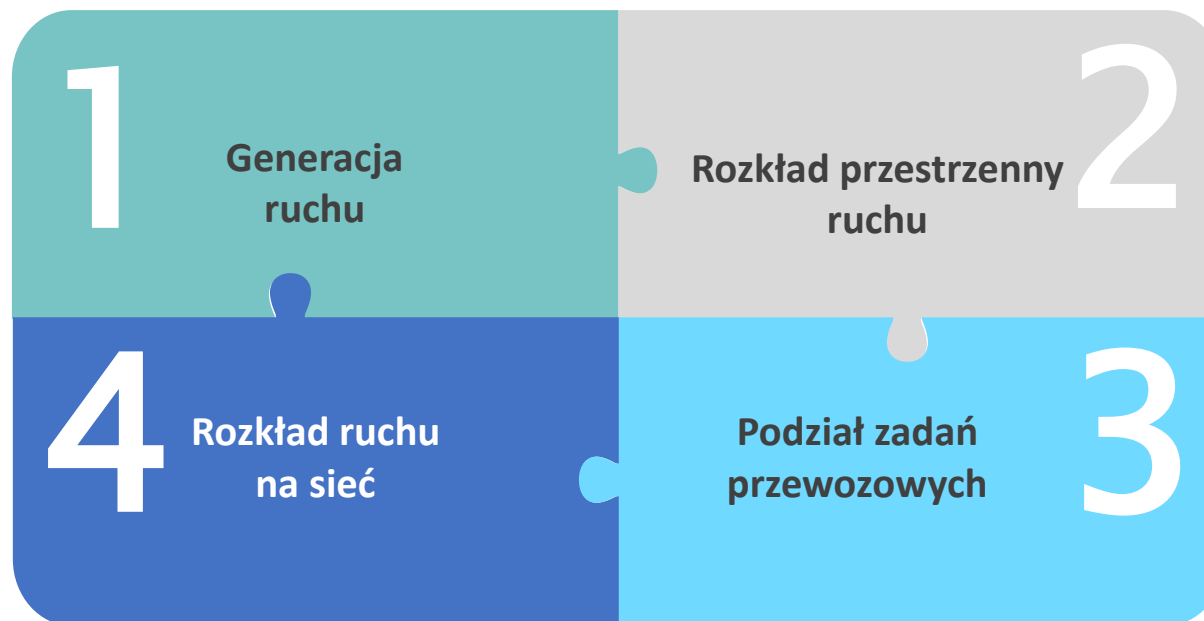 1
Generacja
ruchu
2
Rozkład przestrzenny
ruchu
4
Rozkład ruchu
na sieć
3
Podział zadań
przewozowych